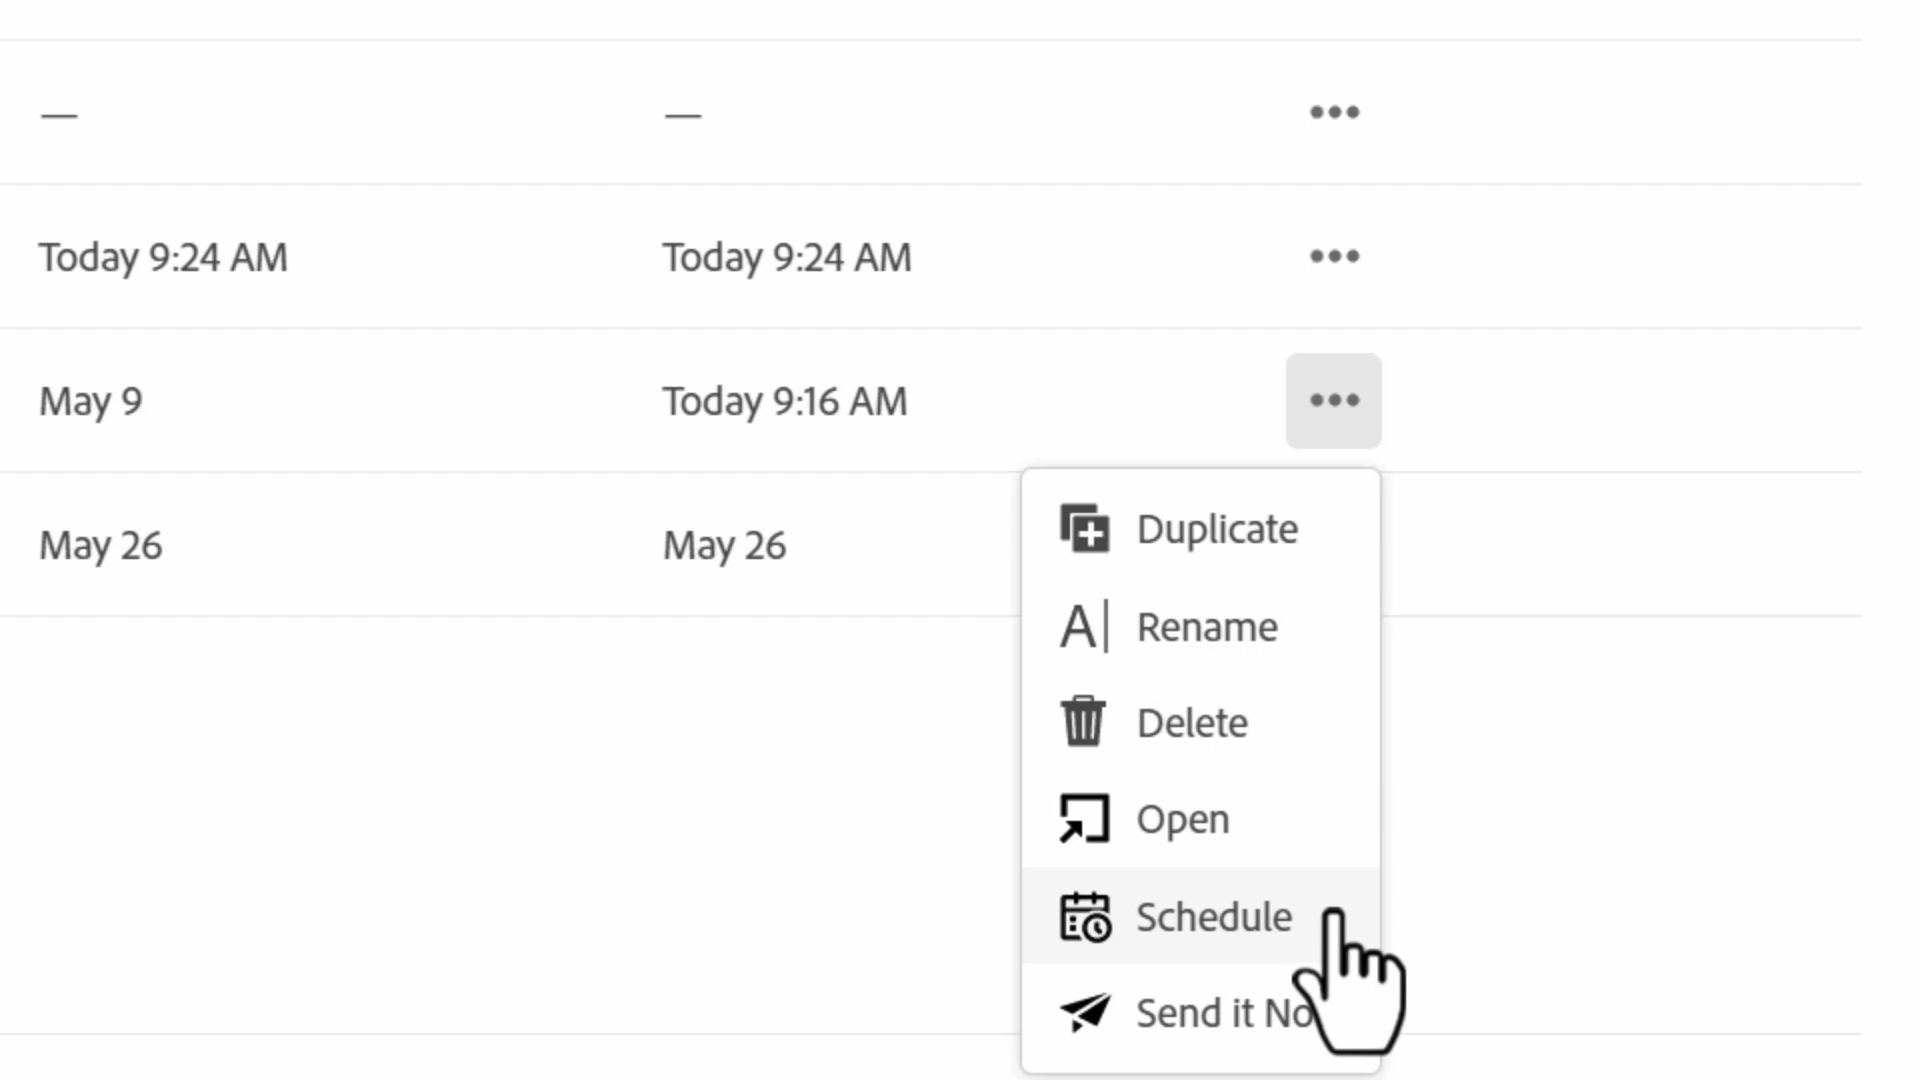 — —
Today 9:24 AM Today 9:24 AM
May 9 Today 9:16 AM
May 26 May 26
Duplicate
Rename
Delete
Open
Schedule
Send it